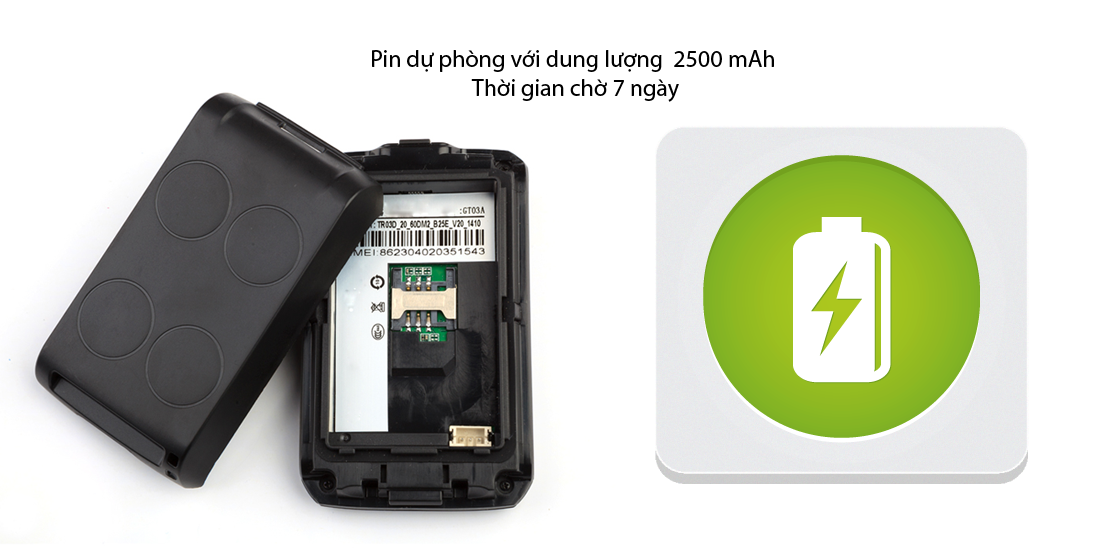 Pin dự phòng với dung lượng 2500 mAh
Thời gian chờ 7 ngày
:GT03A
: TR03D_20_60DM2_B25E_V20_1410
MEI:862304020351543